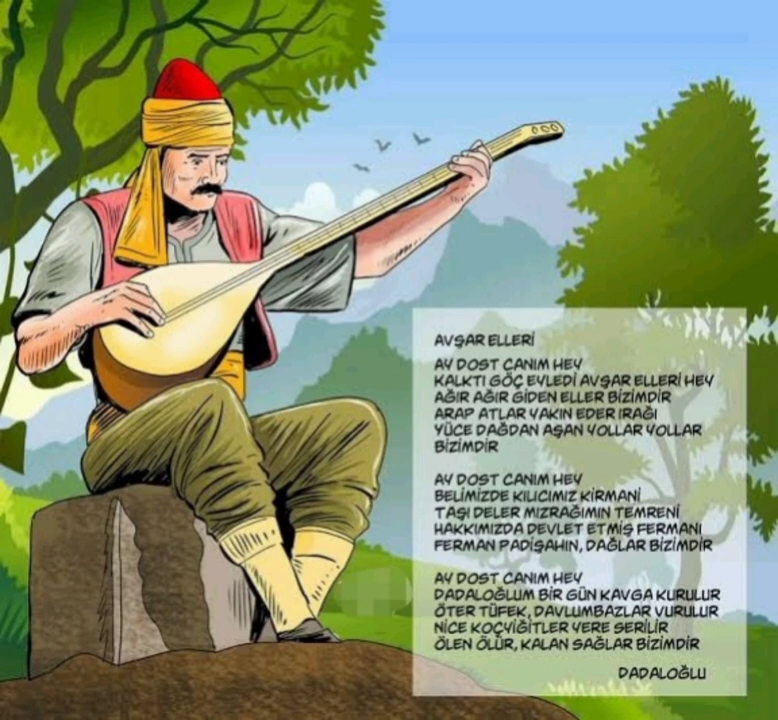 AVŞAR ELLERİ
AY DOST CANIM HEY
KALKTI GÖÇ EYLEDİ AVŞAR ELLERİ HEY
AĞIR AĞIR GİDEN ELLER BİZİMDİR
ARAP ATLAR YAKIN EDER IRAĞI
YÜCE DAĞDAN AŞAN YOLLAR YOLLAR
BİZİMDİR
AY DOST CANIM HEY
BELİMİZDE KILICIMIZ KİRMANİ
TAŞI DELER MIZRAĞIMIN TEMRENİ
HAKKIMIZDA DEVLET ETMİŞ FERMANI
FERMAN PADİŞAHIN, DAĞLAR BİZİMDİR
AY DOST CANIM HEY
DADALOĞLUM BİR GÜN KAVGA KURULUR
ÖTER TÜFEK, DAVLUMBAZLAR VURULUR
NİCE KOÇYİĞİTLER YERE SERİLİR
ÖLEN ÖLÜR, KALAN SAĞLAR BİZİMDİR
DADALOĞLU